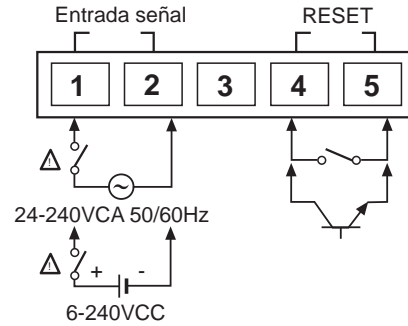 Entrada señal RESET
1 2 3 4 5
24-240VCA 50/60Hz
+ -
6-240VCC